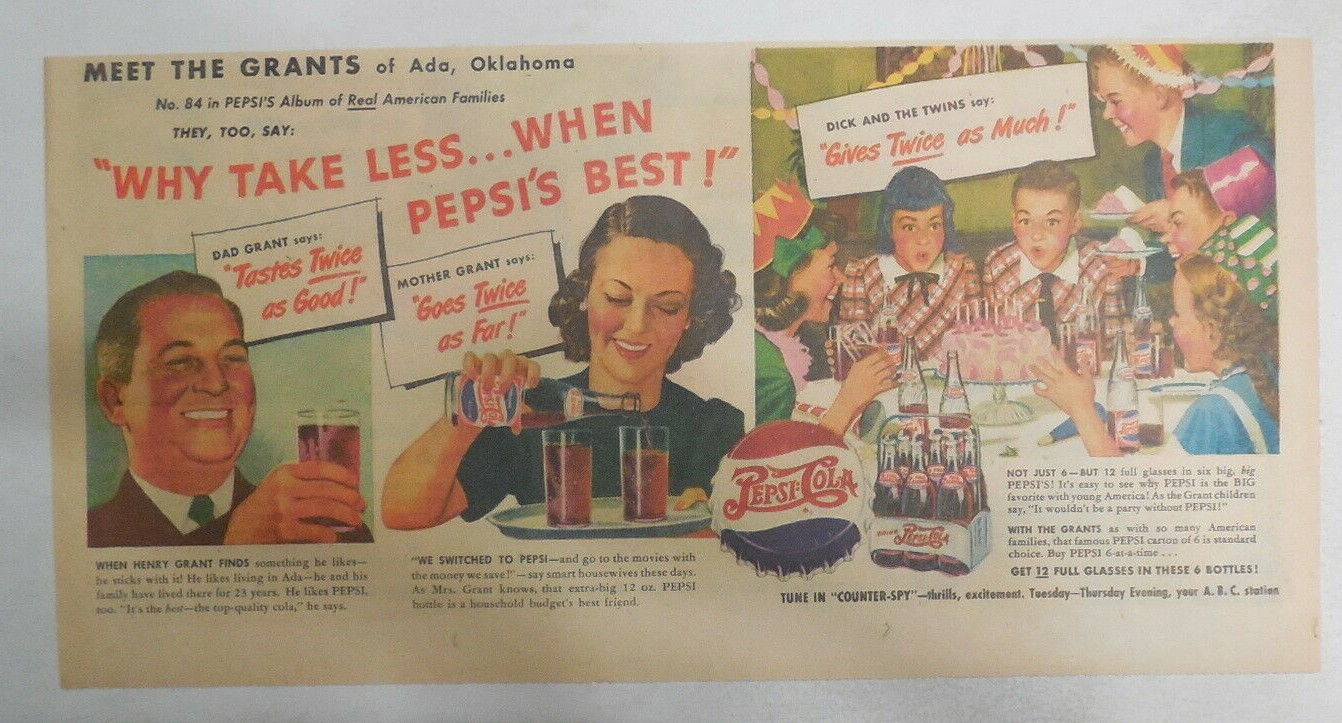 MEET THE GRANTS of Ada, Oklahoma
No. 84 in PEPSI'S Album of Real American Families
THEY, TOO, SAY:
"WHY TAKE LESS...WHEN
PEPSI'S BEST!"
DAD GRANT says:
"Tastes Twice
as Good!"
MOTHER GRANT says:
"Goes Twice
as Far!"
DICK AND THE TWINS say:
"Gives Twice as Much!"
WHEN HENRY GRANT FINDS something he likes—
he sticks with it! He likes living in Ada—he and his
family have lived there for 23 years. He likes PEPSI,
too. "It's the best—the top-quality cola," he says.
"WE SWITCHED TO PEPSI—and go to the movies with
the money we save!"—say smart housewives these days.
As Mrs. Grant knows, that extra-big 12 oz. PEPSI
bottle is a household budget's best friend.
PEPSI-COLA
DRINK Pepsi-Cola
NOT JUST 6—BUT 12 full glasses in six big, big
PEPSI'S! It's easy to see why PEPSI is the BIG
favorite with young America! As the Grant children
say, "It wouldn't be a party without PEPSI!"
WITH THE GRANTS as with so many American
families, that famous PEPSI carton of 6 is standard
choice. Buy PEPSI 6-at-a-time . . .
GET 12 FULL GLASSES IN THESE 6 BOTTLES!
TUNE IN "COUNTER-SPY"—thrills, excitement. Tuesday—Thursday Evening, your A. B. C. station